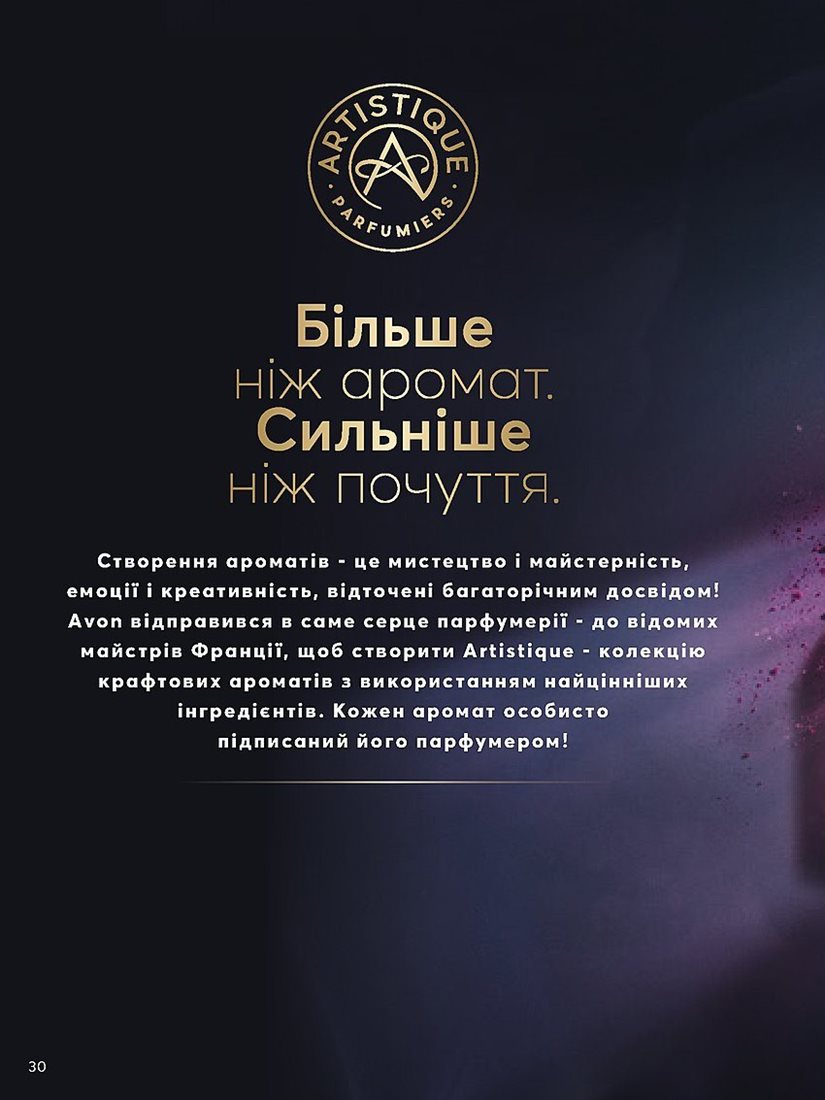 ARTISTIQUE
PARFUMIERS
Більше
ніж аромат.
Сильніше
ніж почуття.
Створення ароматів - це мистецтво і майстерність,
емоції і креативність, відточені багаторічним досвідом!
Avon відправився в саме серце парфумерії - до відомих
майстрів Франції, щоб створити Artistique - колекцію
крафтових ароматів з використанням найцінніших
інгредієнтів. Кожен аромат особисто
підписаний його парфумером!
30